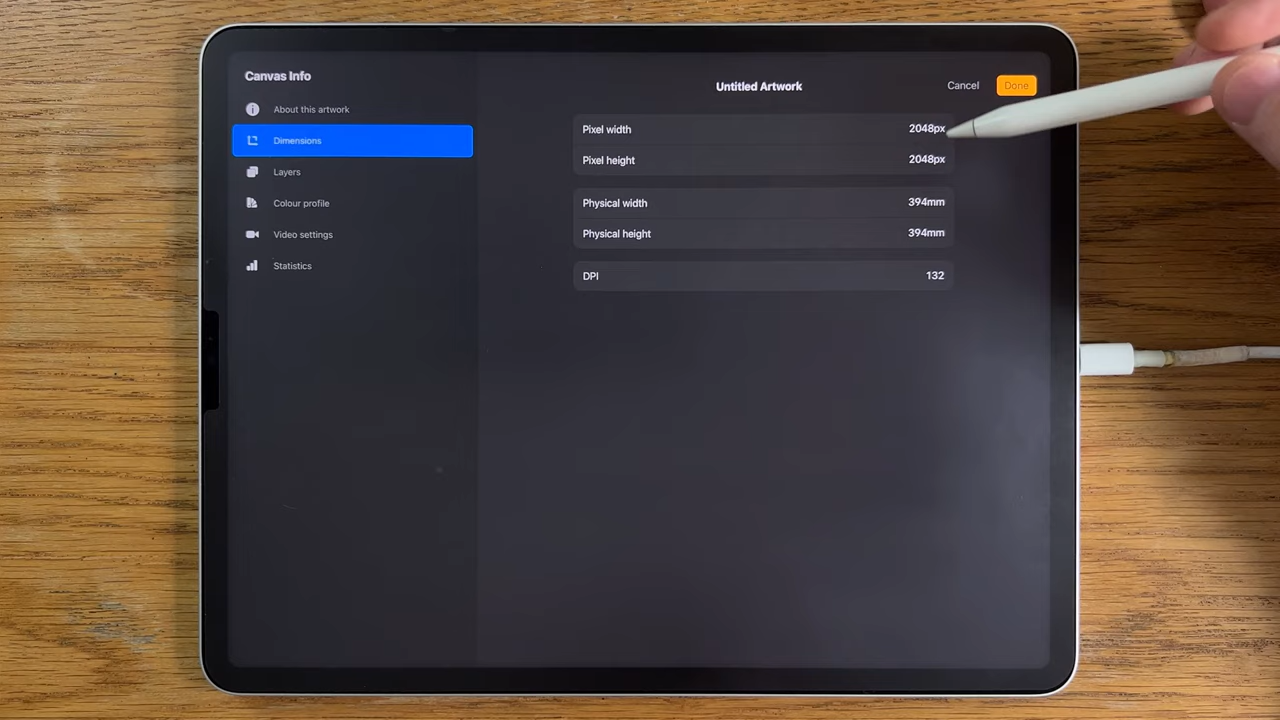 Canvas Info
About this artwork
Dimensions
Layers
Colour profile
Video settings
Statistics
Untitled Artwork
Cancel
Done
Pixel width 2048px
Pixel height 2048px
Physical width 394mm
Physical height 394mm
DPI 132